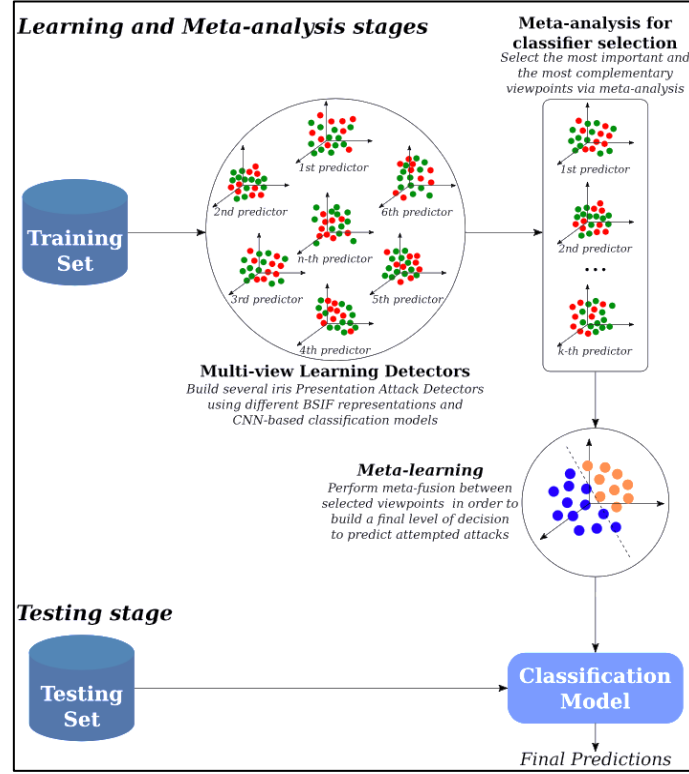 Learning and Meta-analysis stages
Meta-analysis for
classifier selection
Select the most important and
the most complementary
viewpoints via meta-analysis
Training
Set
1st predictor
2nd predictor
6th predictor
n-th predictor
3rd predictor
5th predictor
4th predictor
1st predictor
2nd predictor
...
k-th Predictor
Multi-view Learning Detectors
Build several iris Presentation Attack Detectors
using different BSIF representations and
CNN-based classification models
Meta-learning
Perform meta-fusion between
selected viewpoints in order to
build a final level of decision
to predict attempted attacks
Testing stage
Testing
Set
Classification
Model
Final Predictions